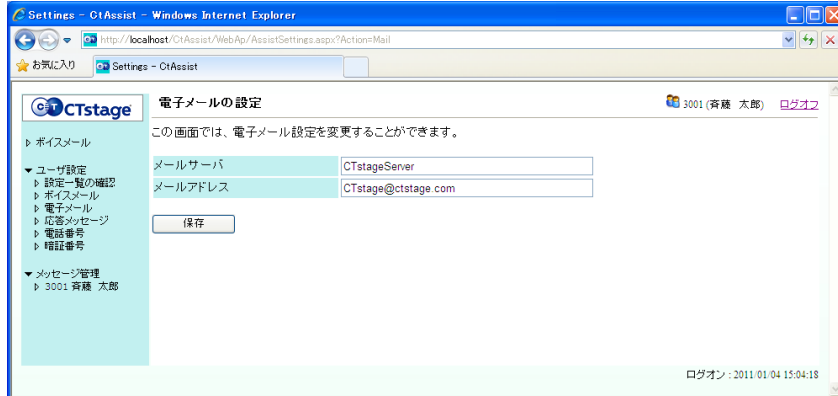 Settings - CtAssist - Windows Internet Explorer
http://localhost/CtAssist/WebAp/AssistSettings.aspx?Action=Mail
お気に入り
Settings - CtAssist
CTstage
電子メールの設定
3001 (斉藤 太郎)
ログオフ
この画面では、電子メール設定を変更することができます。
メールサーバ
CTstageServer
メールアドレス
CTstage@ctstage.com
保存
ボイスメール
ユーザ設定
設定一覧の確認
ボイスメール
電子メール
応答メッセージ
電話番号
暗証番号
メッセージ管理
3001 斉藤 太郎
ログオン : 2011/01/04 15:04:18